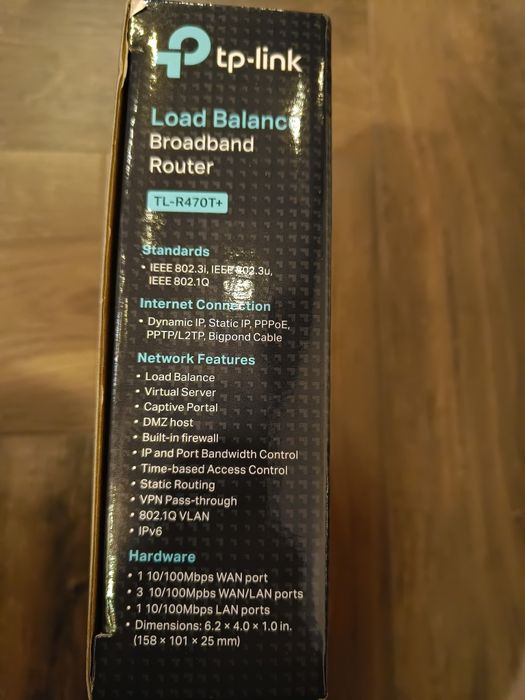 tp-link
Load Balance
Broadband
Router
TL-R470T+
Standards
• IEEE 802.3i, IEEE 802.3u,
IEEE 802.1Q
Internet Connection
• Dynamic IP, Static IP, PPPoE,
PPTP/L2TP, Bigpond Cable
Network Features
• Load Balance
• Virtual Server
• Captive Portal
• DMZ host
• Built-in firewall
• IP and Port Bandwidth Control
• Time-based Access Control
• Static Routing
• VPN Pass-through
• 802.1Q VLAN
• IPv6
Hardware
• 1 10/100Mbps WAN port
• 3 10/100Mpbs WAN/LAN ports
• 1 10/100Mbps LAN ports
• Dimensions: 6.2 × 4.0 × 1.0 in.
(158 × 101 × 25 mm)